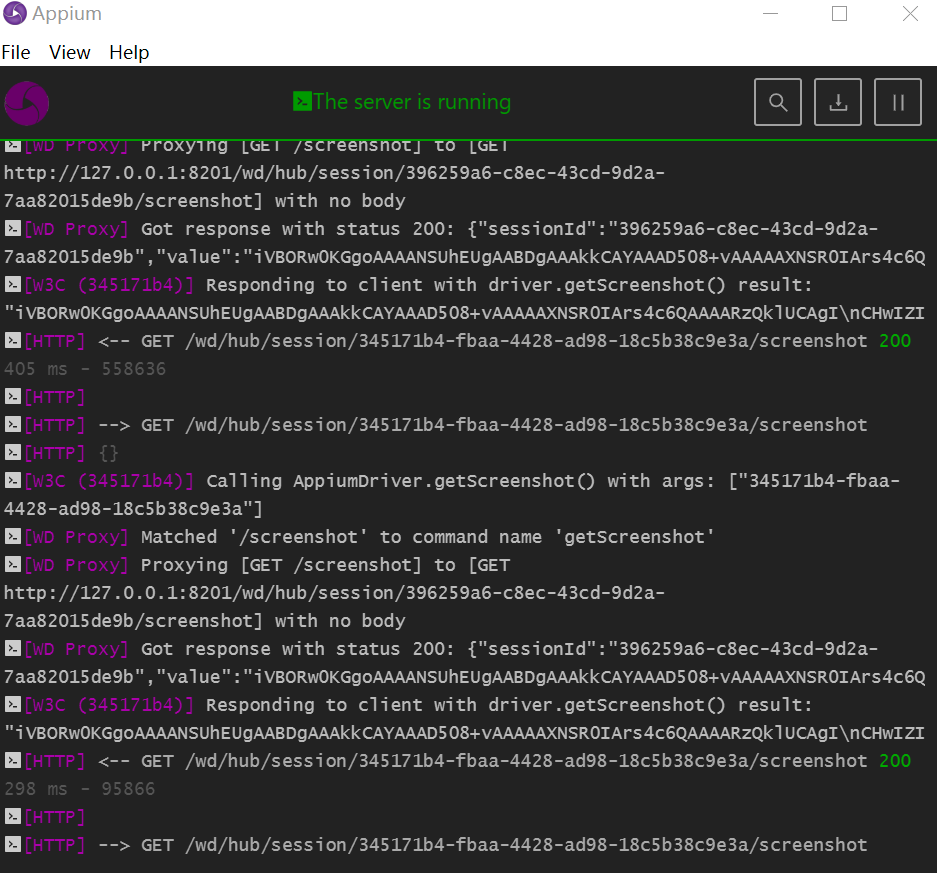 Appium
File View Help
The server is running
[WD Proxy] Proxying [GET /screenshot] to [GET
http://127.0.0.1:8201/wd/hub/session/396259a6-c8ec-43cd-9d2a-
7aa82015de9b/screenshot] with no body
[WD Proxy] Got response with status 200: {"sessionId":"396259a6-c8ec-43cd-9d2a-
7aa82015de9b","value":"iVBORw0KGgoAAAANSUhEUgAABDgAAAkkCAYAAAD508+vAAAAAXNSR0IArs4c6Q
[W3C (345171b4)] Responding to client with driver.getScreenshot() result:
"iVBORw0KGgoAAAANSUhEUgAABDgAAAkkCAYAAAD508+vAAAAAXNSR0IArs4c6QAAAARzQklUCAgI\nCHwIZI
[HTTP] <-- GET /wd/hub/session/345171b4-fbaa-4428-ad98-18c5b38c9e3a/screenshot 200
405 ms - 558636
[HTTP]
[HTTP] --> GET /wd/hub/session/345171b4-fbaa-4428-ad98-18c5b38c9e3a/screenshot
[HTTP] {}
[W3C (345171b4)] Calling AppiumDriver.getScreenshot() with args: ["345171b4-fbaa-
4428-ad98-18c5b38c9e3a"]
[WD Proxy] Matched '/screenshot' to command name 'getScreenshot'
[WD Proxy] Proxying [GET /screenshot] to [GET
http://127.0.0.1:8201/wd/hub/session/396259a6-c8ec-43cd-9d2a-
7aa82015de9b/screenshot] with no body
[WD Proxy] Got response with status 200: {"sessionId":"396259a6-c8ec-43cd-9d2a-
7aa82015de9b","value":"iVBORw0KGgoAAAANSUhEUgAABDgAAAkkCAYAAAD508+vAAAAAXNSR0IArs4c6Q
[W3C (345171b4)] Responding to client with driver.getScreenshot() result:
"iVBORw0KGgoAAAANSUhEUgAABDgAAAkkCAYAAAD508+vAAAAAXNSR0IArs4c6QAAAARzQklUCAgI\nCHwIZI
[HTTP] <-- GET /wd/hub/session/345171b4-fbaa-4428-ad98-18c5b38c9e3a/screenshot 200
298 ms - 95866
[HTTP]
[HTTP] --> GET /wd/hub/session/345171b4-fbaa-4428-ad98-18c5b38c9e3a/screenshot